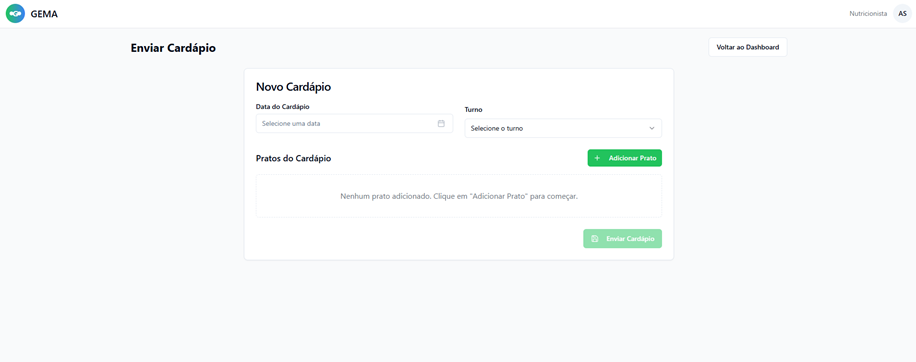 GEMA
Nutricionista
AS
Enviar Cardápio
Voltar ao Dashboard
Novo Cardápio
Data do Cardápio
Turno
Selecione uma data
Selecione o turno
Pratos do Cardápio
+ Adicionar Prato
Nenhum prato adicionado. Clique em "Adicionar Prato" para começar.
Enviar Cardápio